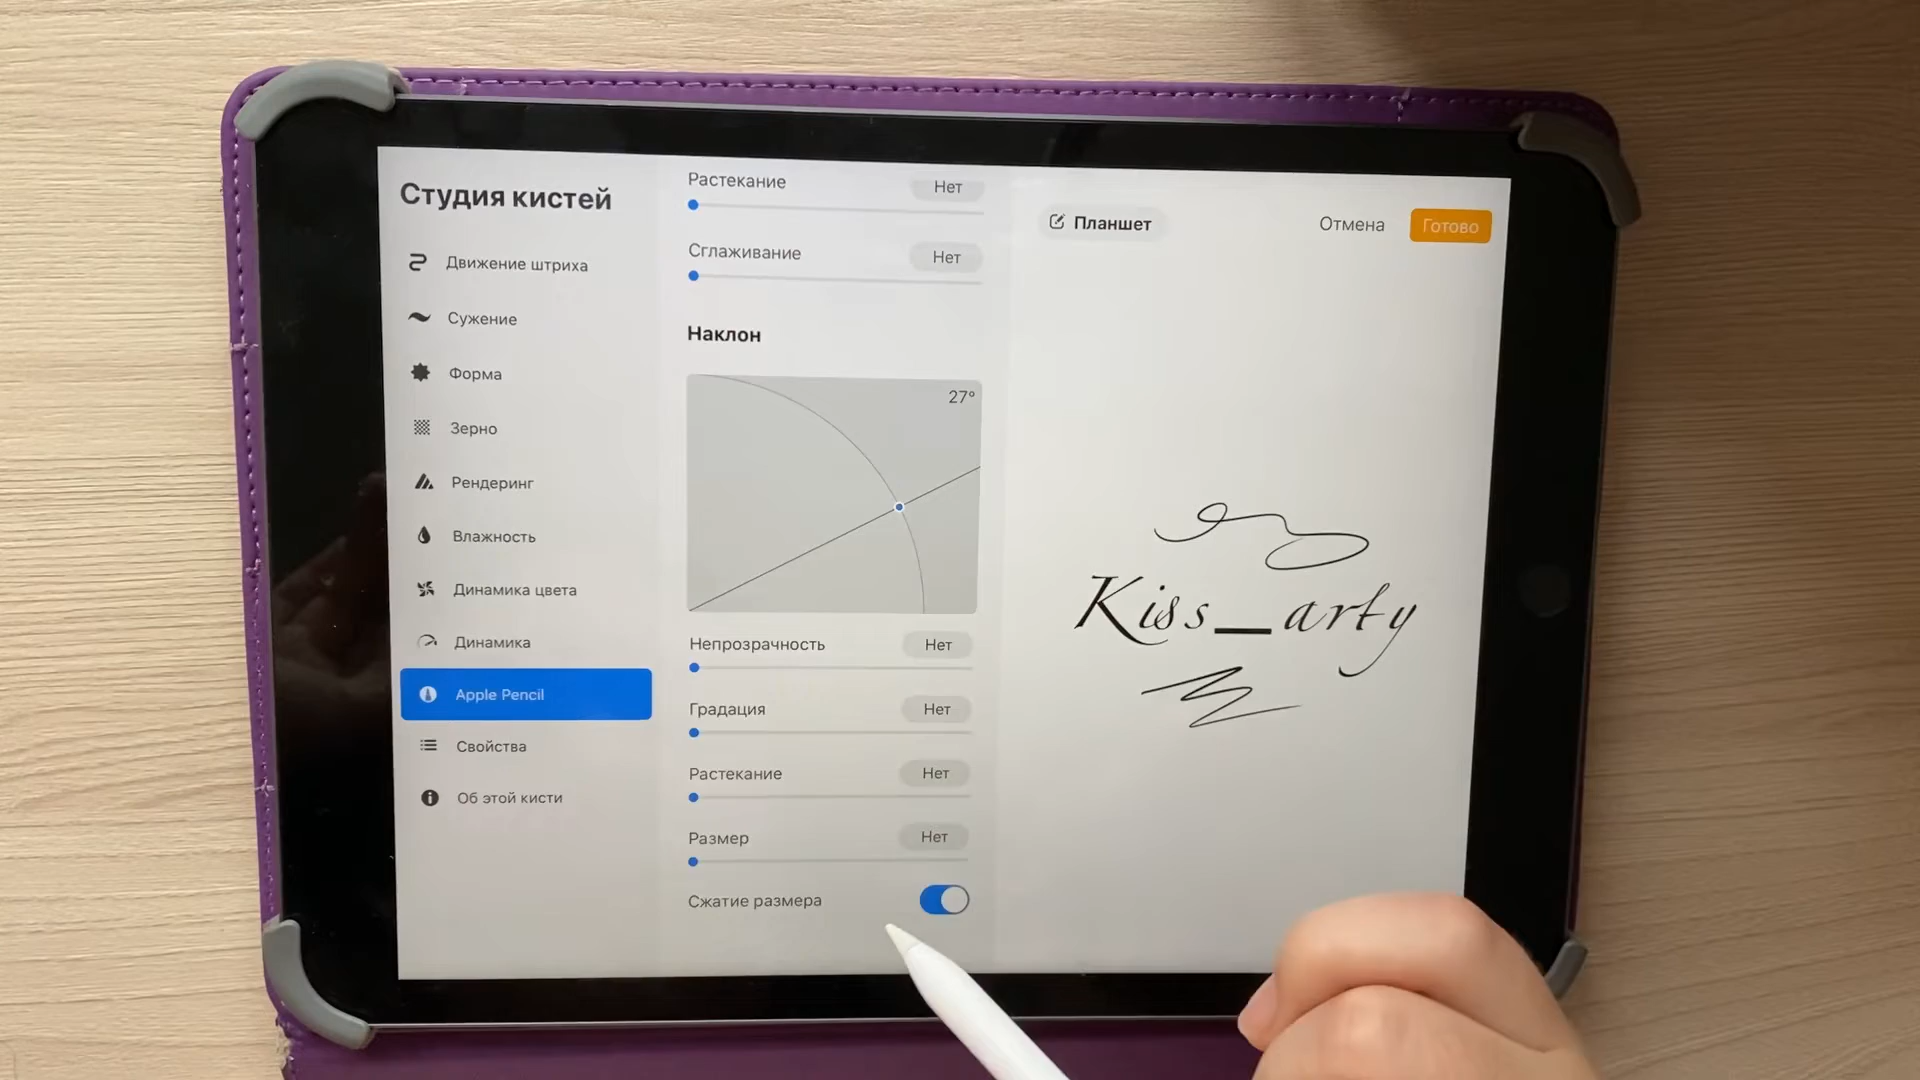 Студия кистей
Движение штриха
Сужение
Форма
Зерно
Рендеринг
Влажность
Динамика цвета
Динамика
Apple Pencil
Свойства
Об этой кисти
Растекание Нет
Сглаживание Нет
Наклон
27°
Непрозрачность Нет
Градация Нет
Растекание Нет
Размер Нет
Сжатие размера
Планшет
Отмена
Готово
Kiss_arty